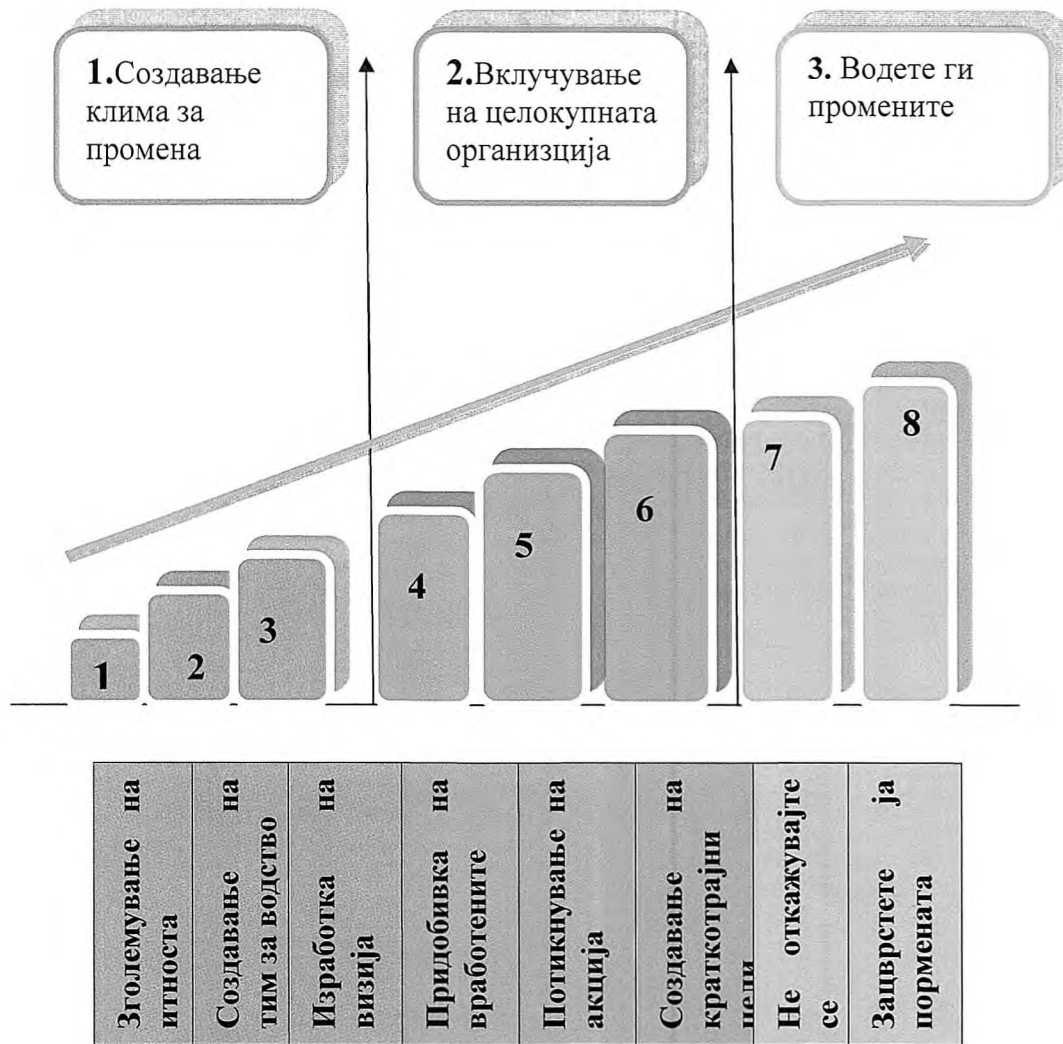 1.Создавање
клима за
промена
2.Вклучување
на целокупната
организција
3. Водете ги
промените
1
2
3
4
5
6
7
8
Зголемување на
итноста
Создавање на
тим за водство
Изработка на
визија
Придобивка на
вработените
Потикнување на
акција
Создавање на
краткотрајни
цели
Не откажувајте
се
Зацврстете ја
пормената